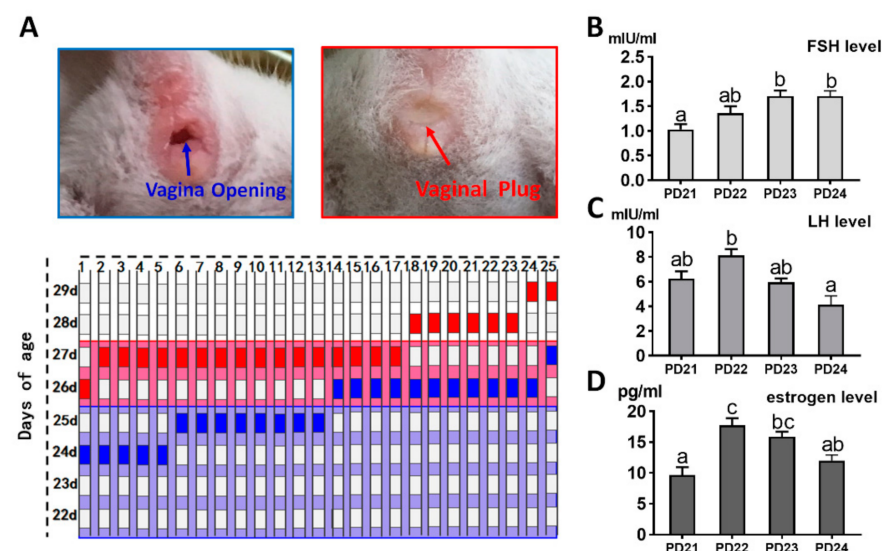 A
Vagina Opening
Vaginal Plug
1 2 3 4 5 6 7 8 9 10 11 12 13 14 15 16 17 18 19 20 21 22 23 24 25
Days of age
29d
28d
27d
26d
25d
24d
23d
22d
B
mIU/ml
FSH level
2.5
2.0
1.5
1.0
0.5
0.0
a ab b b
PD21 PD22 PD23 PD24
C
mIU/ml
LH level
10
8
6
4
2
0
ab b ab a
PD21 PD22 PD23 PD24
D
pg/ml
estrogen level
20
15
10
5
0
a c bc ab
PD21 PD22 PD23 PD24